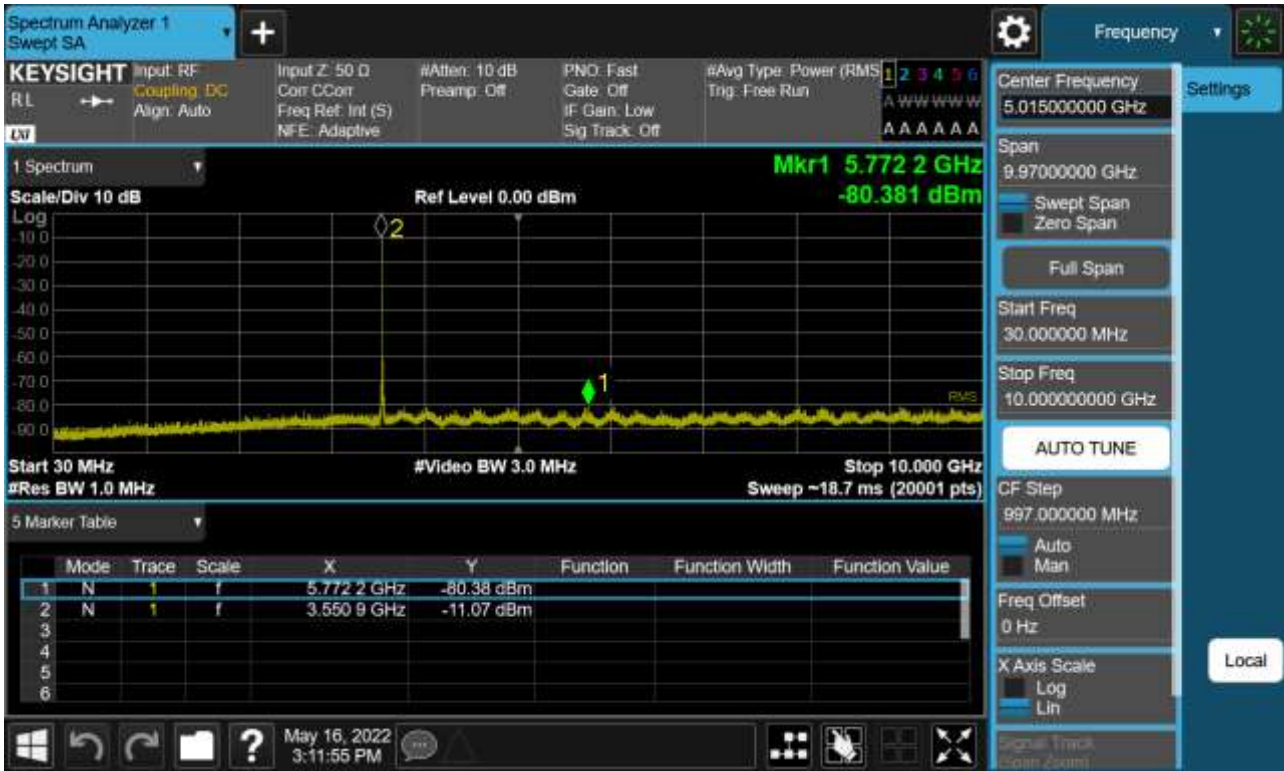 Spectrum Analyzer 1
Swept SA
+
Frequency
KEYSIGHT
RL
LXI
Input: RF
Coupling: DC
Align: Auto
Input Z: 50 Ω
Corr CCorr
Freq Ref: Int (S)
NFE: Adaptive
#Atten: 10 dB
Preamp: Off
PNO: Fast
Gate: Off
IF Gain: Low
Sig Track: Off
#Avg Type: Power (RMS
Trig: Free Run
1 2 3 4 5 6
A W W W W W
A A A A A A
1 Spectrum
Scale/Div 10 dB
Ref Level 0.00 dBm
Mkr1 5.772 2 GHz
-80.381 dBm
Log
-10.0
-20.0
-30.0
-40.0
-50.0
-60.0
-70.0
-80.0
-90.0
2
1
RMS
Start 30 MHz
#Video BW 3.0 MHz
Stop 10.000 GHz
#Res BW 1.0 MHz
Sweep ~18.7 ms (20001 pts)
5 Marker Table
Mode Trace Scale X Y Function Function Width Function Value
1 N 1 f 5.772 2 GHz -80.38 dBm
2 N 1 f 3.550 9 GHz -11.07 dBm
3
4
5
6
?
May 16, 2022
3:11:55 PM
Center Frequency
5.015000000 GHz
Settings
Span
9.97000000 GHz
Swept Span
Zero Span
Full Span
Start Freq
30.000000 MHz
Stop Freq
10.000000000 GHz
AUTO TUNE
CF Step
997.000000 MHz
Auto
Man
Freq Offset
0 Hz
X Axis Scale
Log
Lin
Local
Signal Track
(Span Zoom)